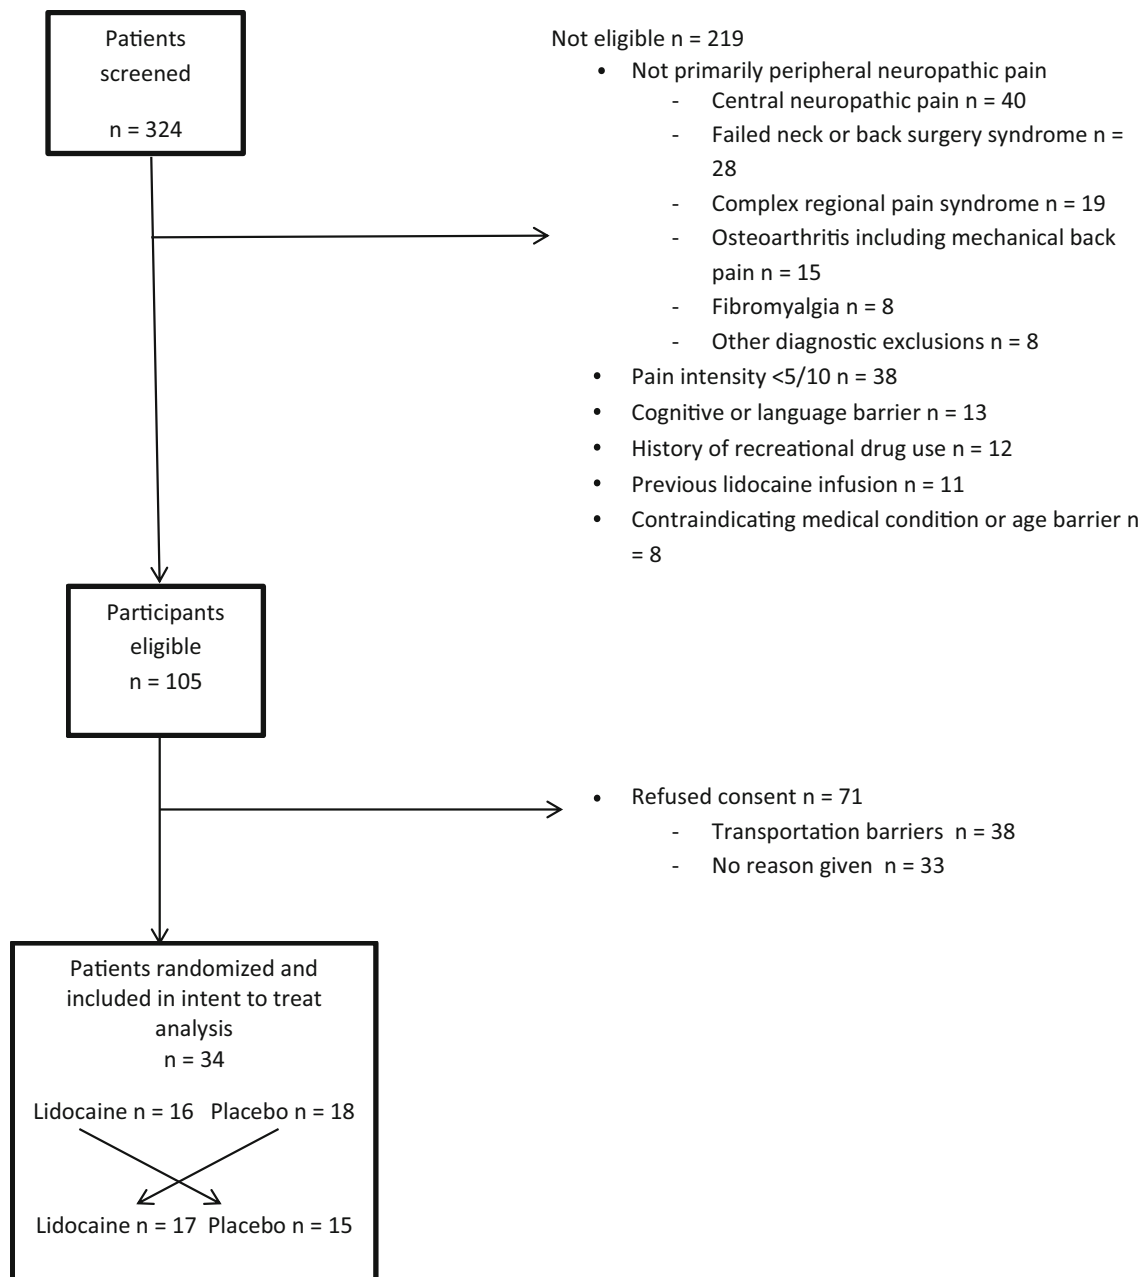 Patients
screened
n = 324
Not eligible n = 219
• Not primarily peripheral neuropathic pain
- Central neuropathic pain n = 40
- Failed neck or back surgery syndrome n =
28
- Complex regional pain syndrome n = 19
- Osteoarthritis including mechanical back
pain n = 15
- Fibromyalgia n = 8
- Other diagnostic exclusions n = 8
• Pain intensity <5/10 n = 38
• Cognitive or language barrier n = 13
• History of recreational drug use n = 12
• Previous lidocaine infusion n = 11
• Contraindicating medical condition or age barrier n
= 8
Participants
eligible
n = 105
• Refused consent n = 71
- Transportation barriers n = 38
- No reason given n = 33
Patients randomized and
included in intent to treat
analysis
n = 34
Lidocaine n = 16 Placebo n = 18
Lidocaine n = 17 Placebo n = 15